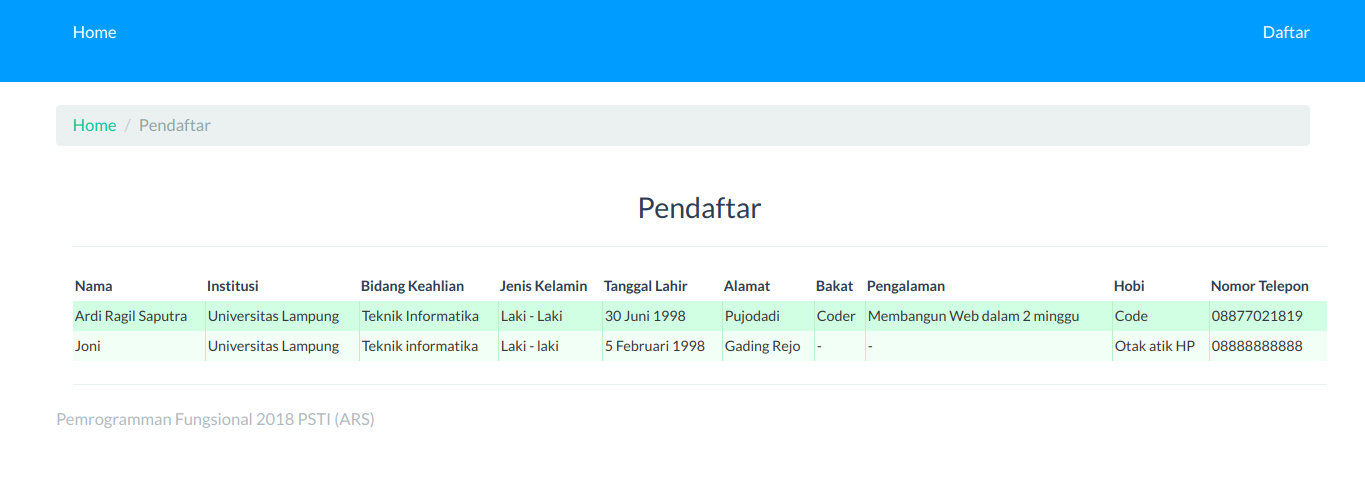 Home Daftar
Home / Pendaftar
Pendaftar
Nama Institusi Bidang Keahlian Jenis Kelamin Tanggal Lahir Alamat Bakat Pengalaman Hobi Nomor Telepon
Ardi Ragil Saputra Universitas Lampung Teknik Informatika Laki - Laki 30 Juni 1998 Pujodadi Coder Membangun Web dalam 2 minggu Code 08877021819
Joni Universitas Lampung Teknik informatika Laki - laki 5 Februari 1998 Gading Rejo - - Otak atik HP 08888888888
Pemrogramman Fungsional 2018 PSTI (ARS)